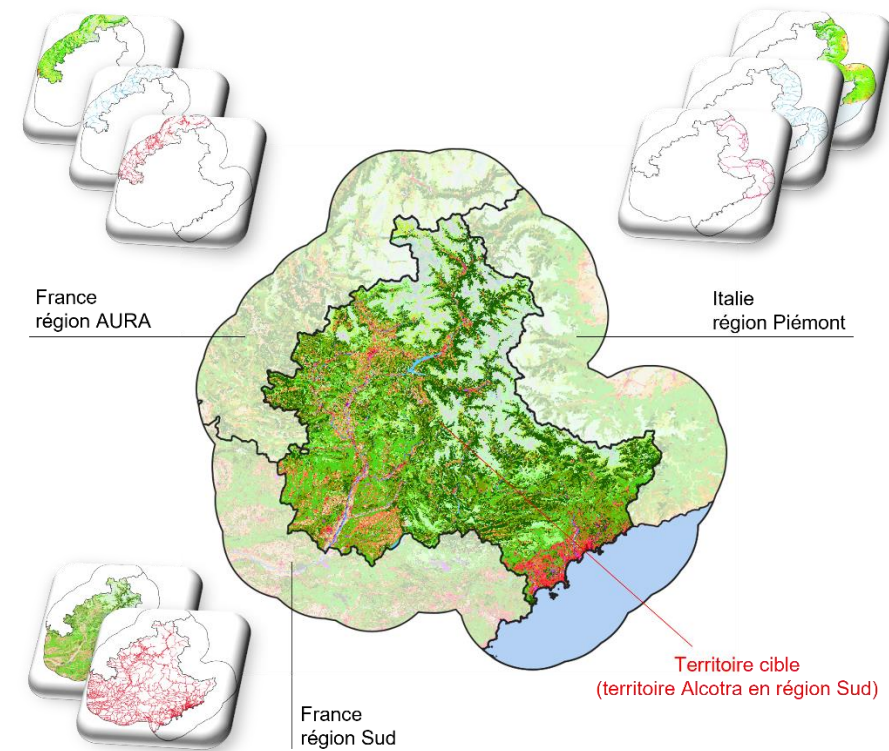 France
région AURA
Italie
région Piémont
Territoire cible
(territoire Alcotra en région Sud)
France
région Sud